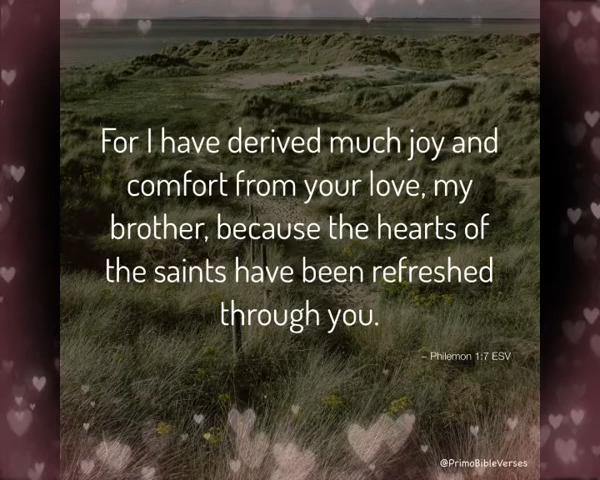 For I have derived much joy and
comfort from your love, my
brother, because the hearts of
the saints have been refreshed
through you.
– Philemon 1:7 ESV
@PrimoBibleVerses